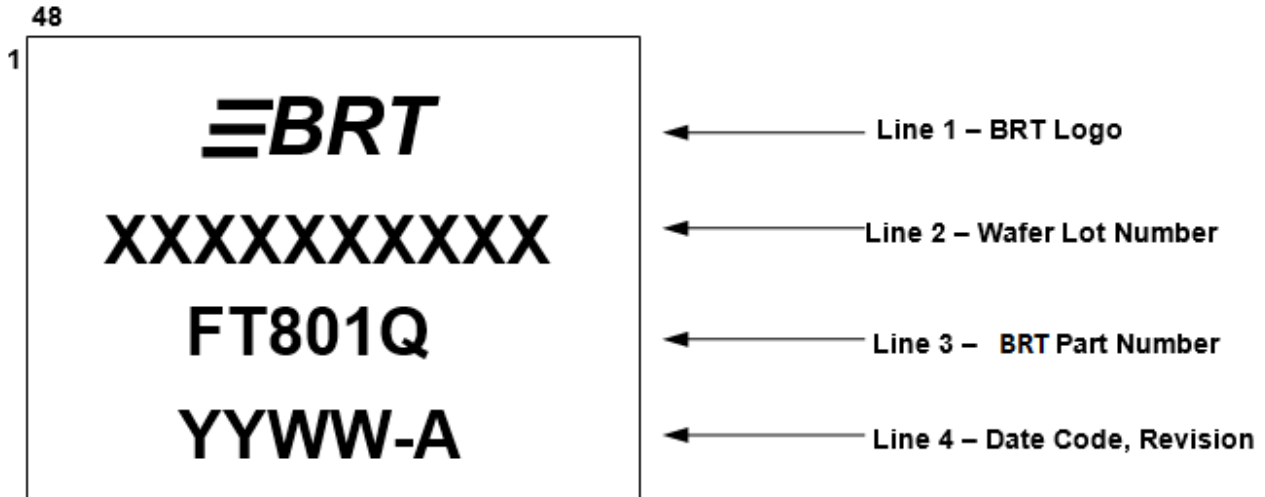 48
1
BRT
Line 1 – BRT Logo
XXXXXXXXXX
Line 2 – Wafer Lot Number
FT801Q
Line 3 – BRT Part Number
YYWW-A
Line 4 – Date Code, Revision